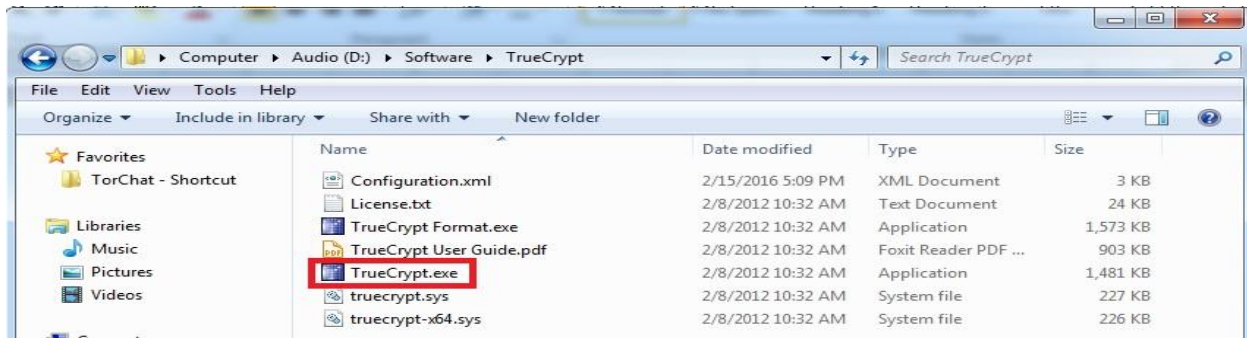 Computer Audio (D:) Software TrueCrypt Search TrueCrypt
File Edit View Tools Help
Organize Include in library Share with New folder
Favorites
TorChat - Shortcut
Libraries
Music
Pictures
Videos
Name Date modified Type Size
Configuration.xml 2/15/2016 5:09 PM XML Document 3 KB
License.txt 2/8/2012 10:32 AM Text Document 24 KB
TrueCrypt Format.exe 2/8/2012 10:32 AM Application 1,573 KB
TrueCrypt User Guide.pdf 2/8/2012 10:32 AM Foxit Reader PDF ... 903 KB
TrueCrypt.exe 2/8/2012 10:32 AM Application 1,481 KB
truecrypt.sys 2/8/2012 10:32 AM System file 227 KB
truecrypt-x64.sys 2/8/2012 10:32 AM System file 226 KB